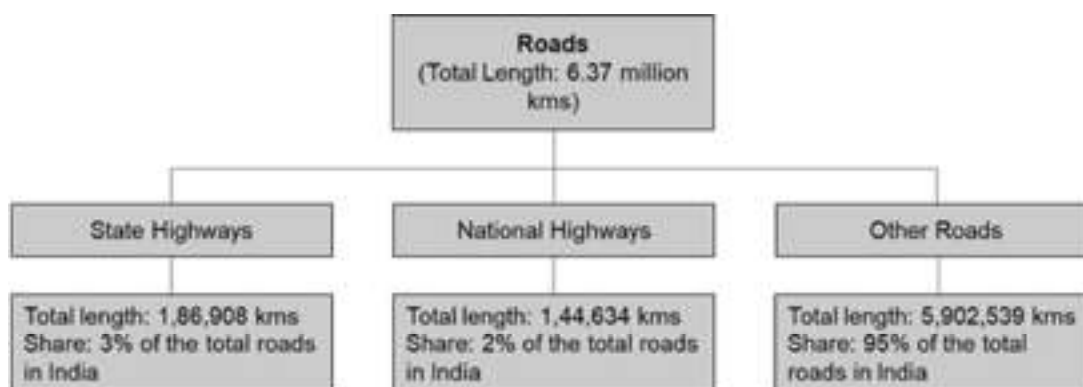 Roads
(Total Length: 6.37 million
kms)
State Highways
National Highways
Other Roads
Total length: 1,86,908 kms
Share: 3% of the total roads
in India
Total length: 1,44,634 kms
Share: 2% of the total roads
in India
Total length: 5,902,539 kms
Share: 95% of the total
roads in India